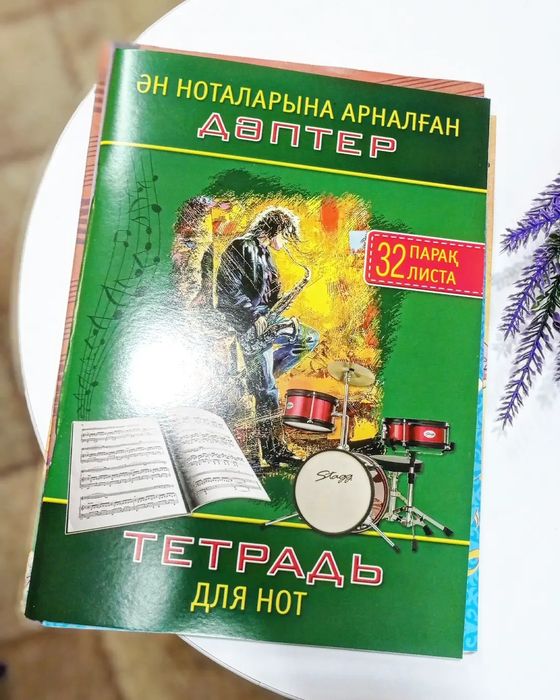 ӘН НОТАЛАРЫНА АРНАЛҒАН
ДӘПТЕР
32 ПАРАҚ
ЛИСТА
Stagg
ТЕТРАДЬ
ДЛЯ НОТ